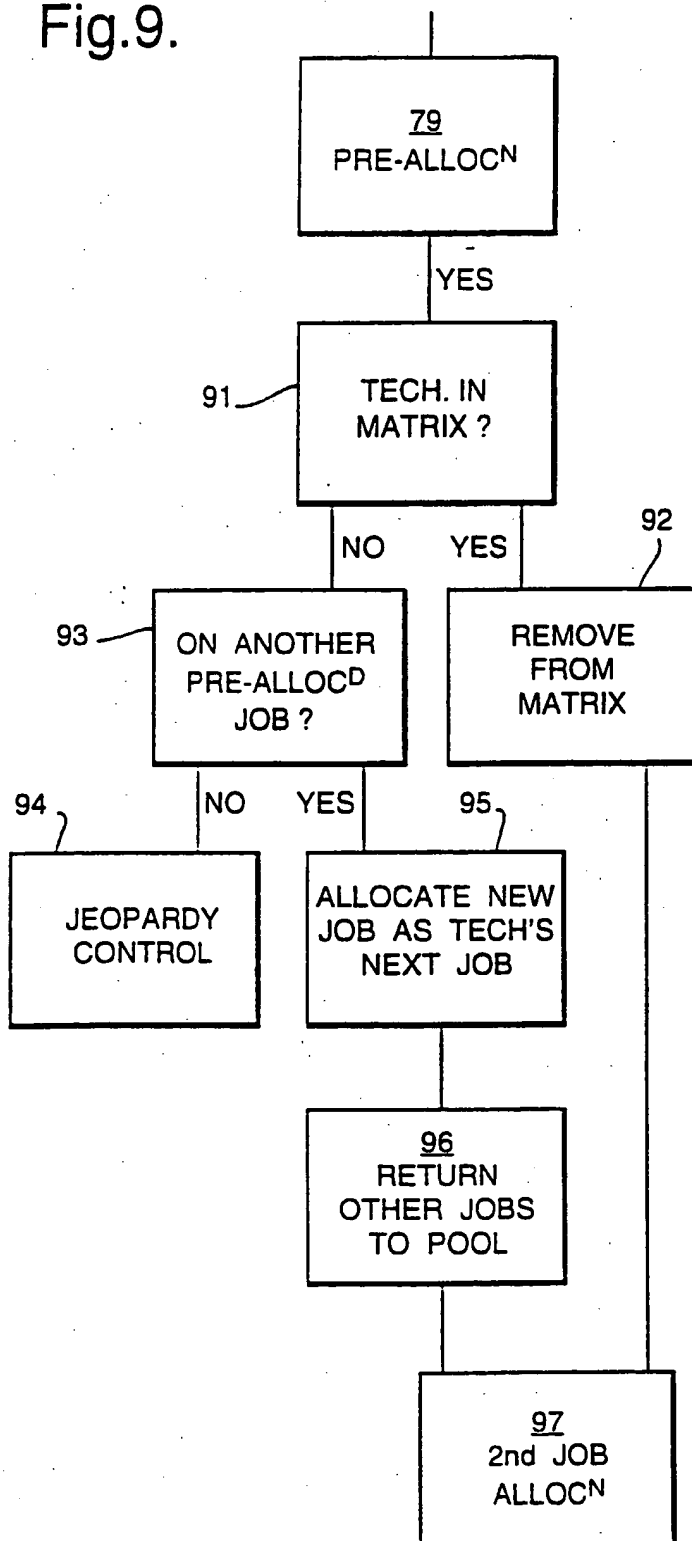 Fig.9.
79
PRE-ALLOCN
YES
91
TECH. IN
MATRIX ?
NO
YES
92
93
ON ANOTHER
PRE-ALLOCD
JOB ?
REMOVE
FROM
MATRIX
94
NO
YES
95
JEOPARDY
CONTROL
ALLOCATE NEW
JOB AS TECH'S
NEXT JOB
96
RETURN
OTHER JOBS
TO POOL
97
2nd JOB
ALLOCN